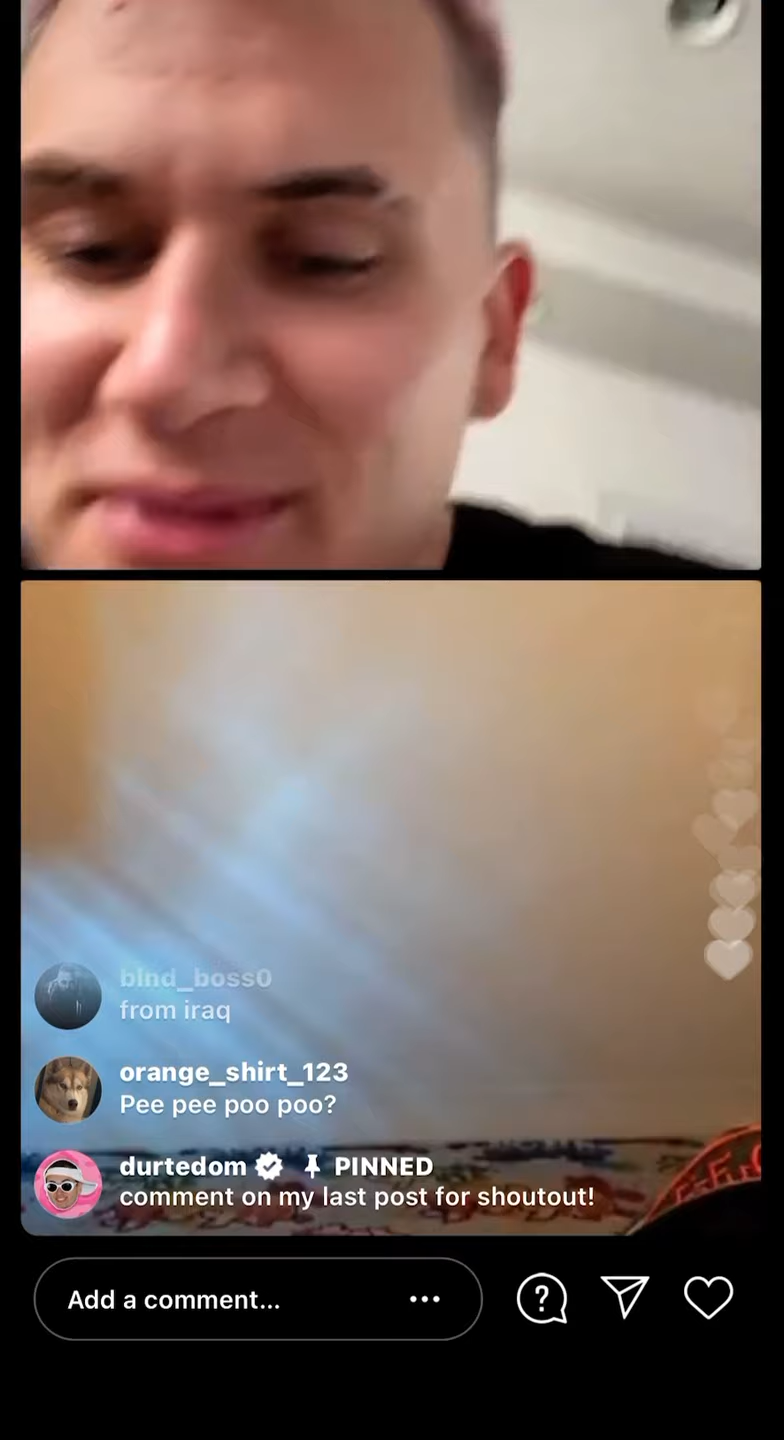 blnd_boss0
from iraq
orange_shirt_123
Pee pee poo poo?
durtedom PINNED
comment on my last post for shoutout!
Add a comment...